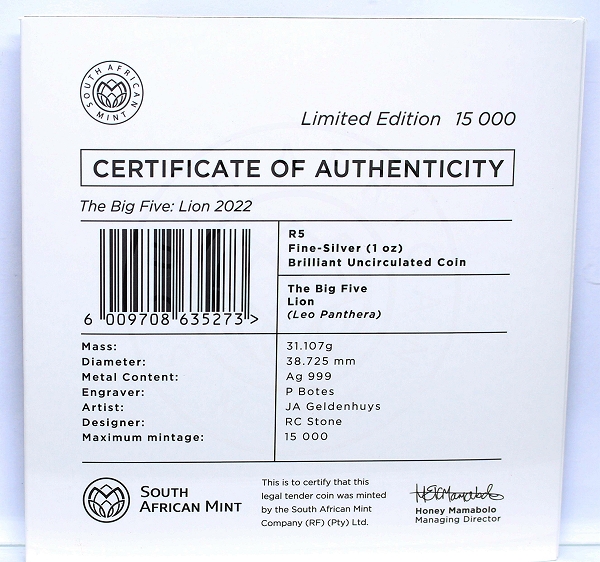 SOUTH AFRICAN MINT
Limited Edition 15 000
CERTIFICATE OF AUTHENTICITY
The Big Five: Lion 2022
R5
Fine-Silver (1 oz)
Brilliant Uncirculated Coin
The Big Five
Lion
(Leo Panthera)
6 009708 635273 >
Mass: 31.107g
Diameter: 38.725 mm
Metal Content: Ag 999
Engraver: P Botes
Artist: JA Geldenhuys
Designer: RC Stone
Maximum mintage: 15 000
SOUTH
AFRICAN MINT
This is to certify that this
legal tender coin was minted
by the South African Mint
Company (RF) (Pty) Ltd.
Honey Mamabolo
Managing Director